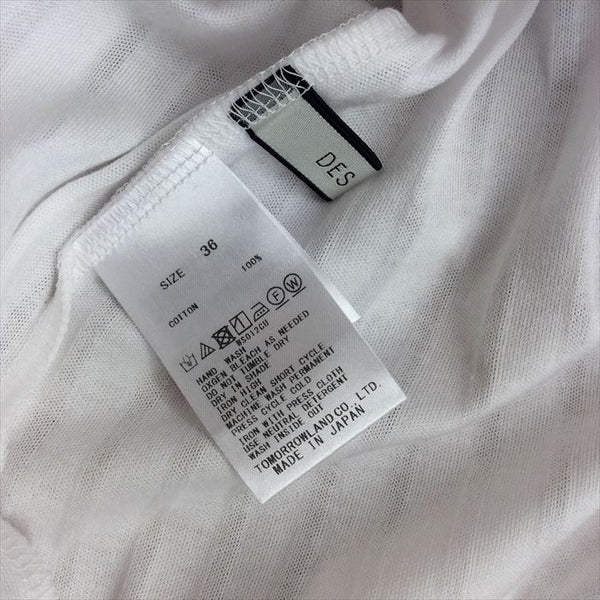 DES
SIZE 36
COTTON 100%
WS012CU
HAND WASH
OXGEN BLEACH AS NEEDED
DO NOT TUMBLE DRY
DRY IN SHADE
IRON HIGH
DRY CLEAN SHORT CYCLE
MACHINE WASH PERMANENT
PRESS CYCLE COLD
IRON WITH PRESS CLOTH
USE NEUTRAL DETERGENT
WASH INSIDE OUT
TOMORROWLAND CO., LTD.
MADE IN JAPAN